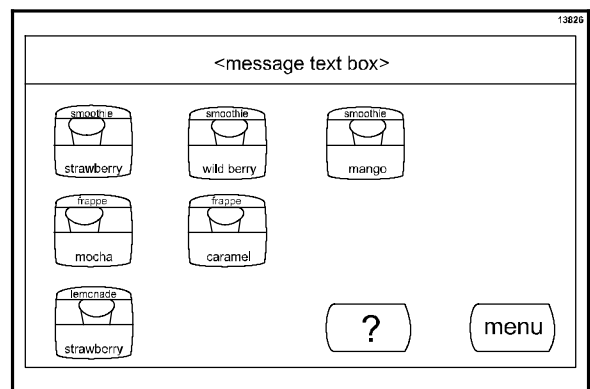 13826
<message text box>
smoothie
strawberry
smoothie
wild berry
smoothie
mango
frappe
mocha
frappe
caramel
lemonade
strawberry
?
menu